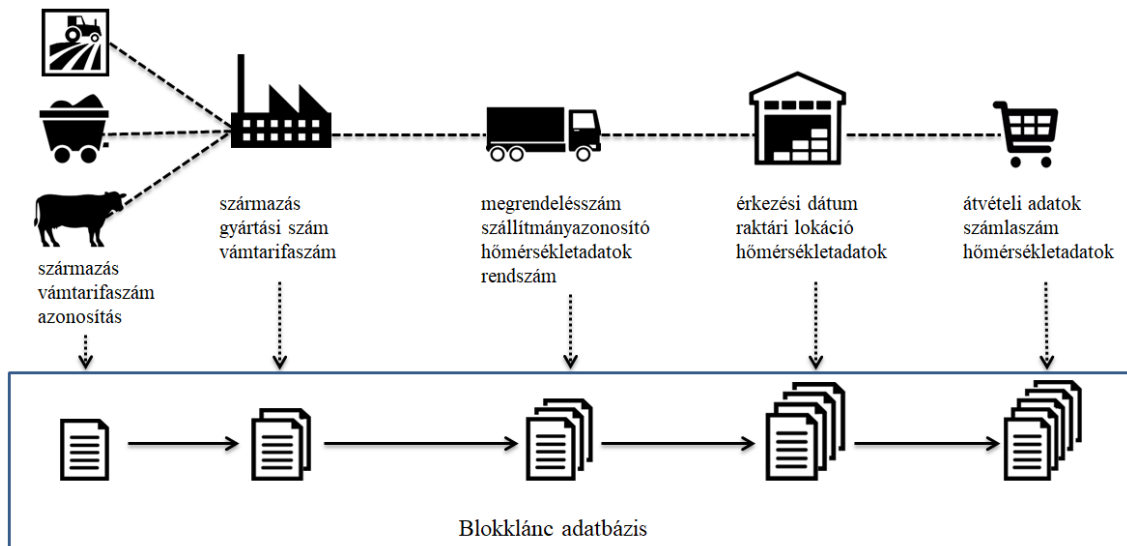 származás
vámtarifaszám
azonosítás
származás
gyártási szám
vámtarifaszám
megrendelésszám
szállítmányazonosító
hőmérsékletadatok
rendszám
érkezési dátum
raktári lokáció
hőmérsékletadatok
átvételi adatok
számlaszám
hőmérsékletadatok
Blokklánc adatbázis